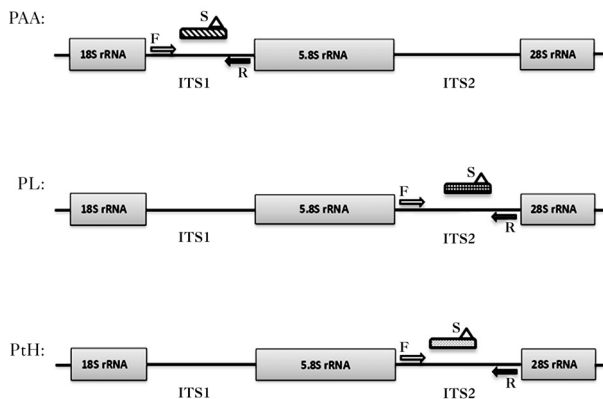 PAA:
S
F
18S rRNA
5.8S rRNA
28S rRNA
R
ITS1
ITS2
PL:
S
F
18S rRNA
5.8S rRNA
28S rRNA
R
ITS1
ITS2
PtH:
S
F
18S rRNA
5.8S rRNA
28S rRNA
R
ITS1
ITS2